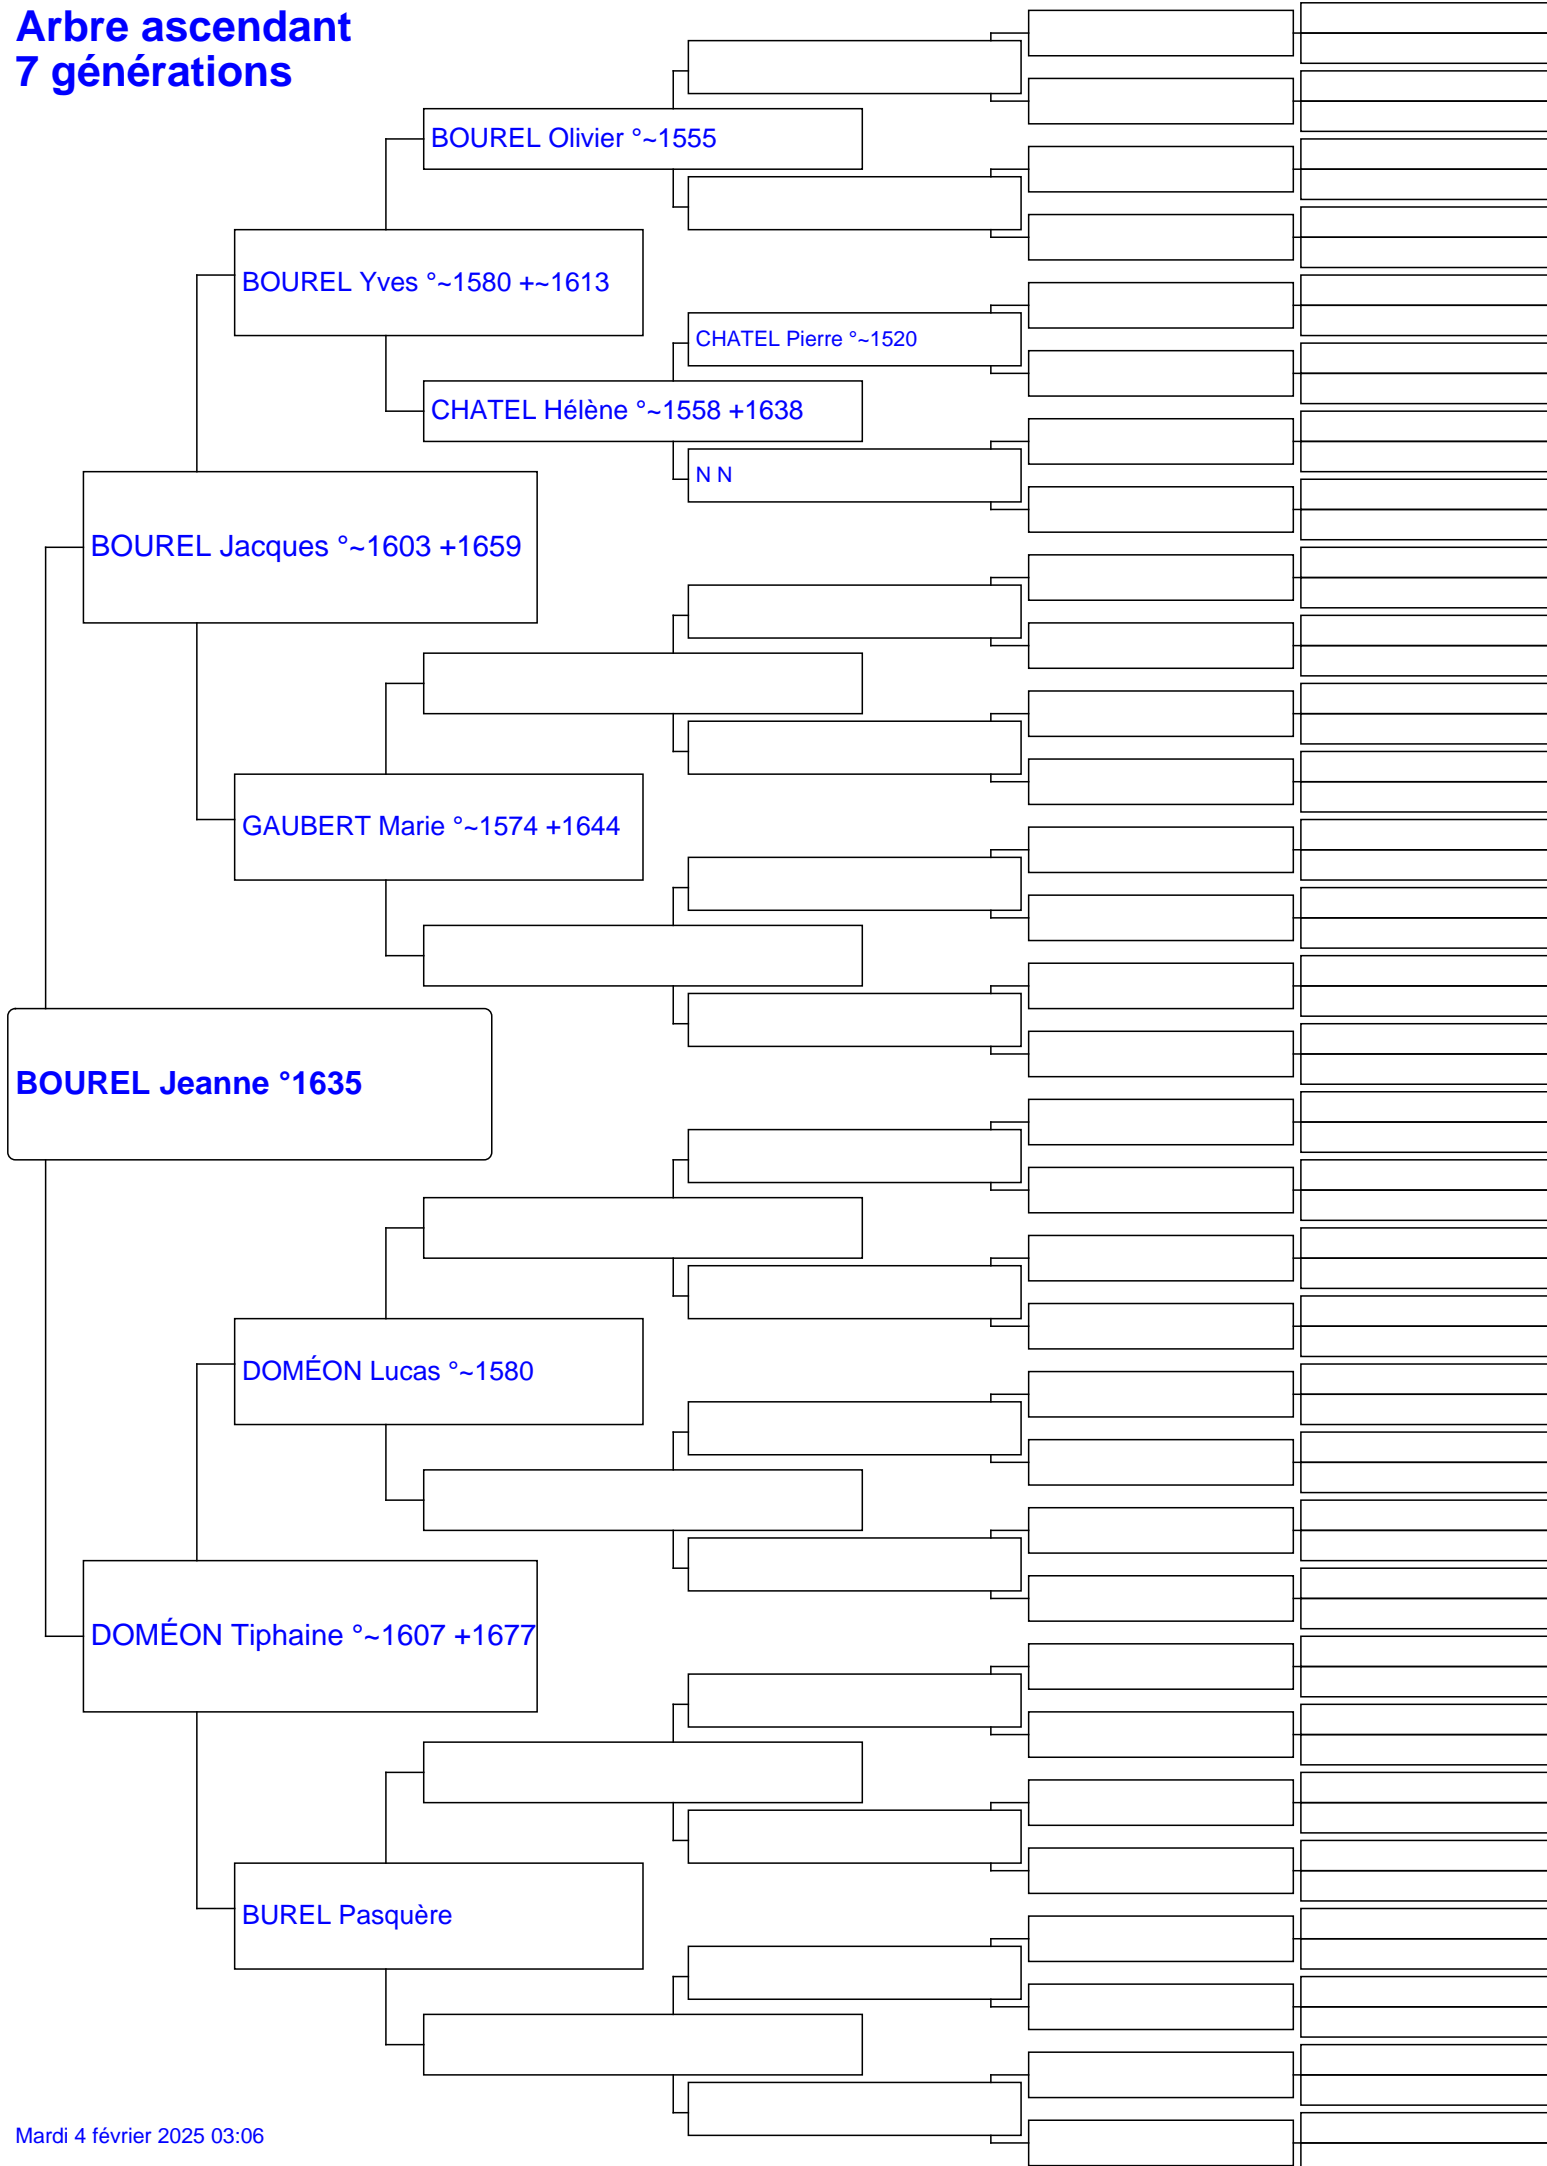 Arbre ascendant
7 générations
BOUREL Olivier °~1555
BOUREL Yves °~1580 +~1613
CHATEL Pierre °~1520
CHATEL Hélène °~1558 +1638
N N
BOUREL Jacques °~1603 +1659
GAUBERT Marie °~1574 +1644
BOUREL Jeanne °1635
DOMÉON Lucas °~1580
DOMÉON Tiphaine °~1607 +1677
BUREL Pasquère
Mardi 4 février 2025 03:06